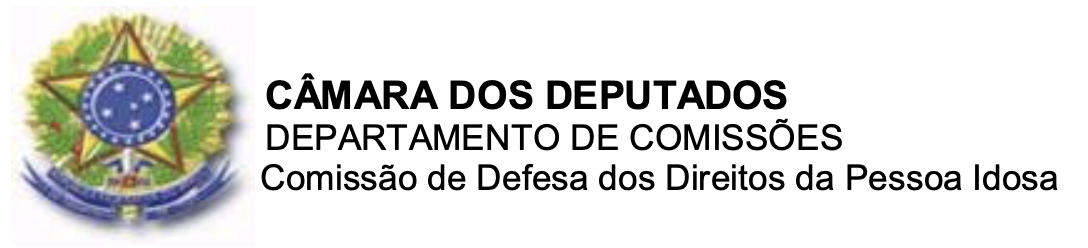 CÂMARA DOS DEPUTADOS
DEPARTAMENTO DE COMISSÕES
Comissão de Defesa dos Direitos da Pessoa Idosa